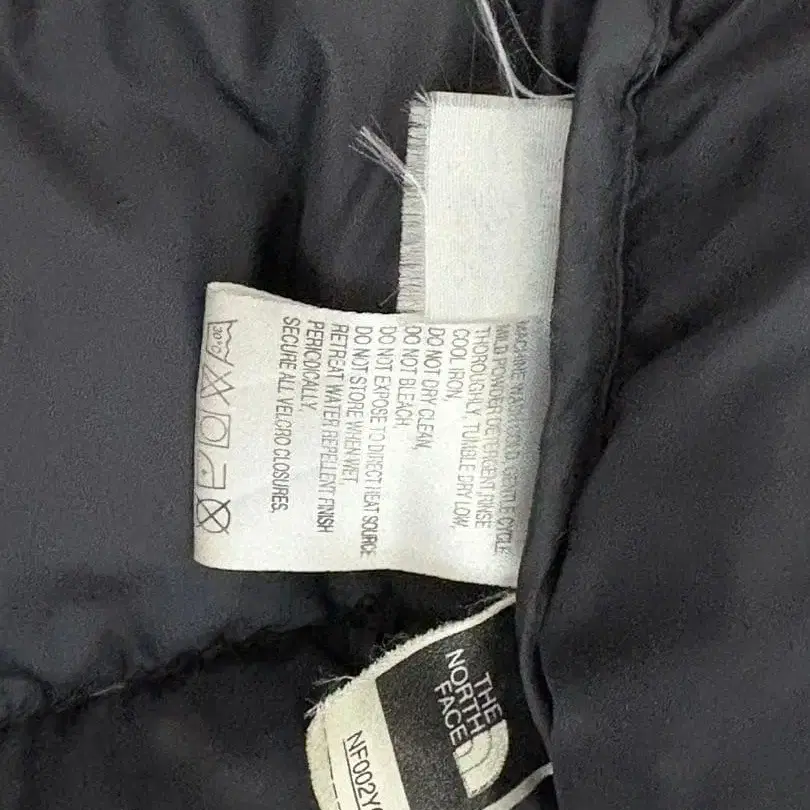 MACHINE WASH COLD, GENTLE CYCLE
MILD POWDER DETERGENT, RINSE
THOROUGHLY, TUMBLE DRY LOW,
COOL IRON,
DO NOT DRY CLEAN,
DO NOT BLEACH,
DO NOT EXPOSE TO DIRECT HEAT SOURCE
DO NOT STORE WHEN WET,
RETREAT WATER REPELLENT FINISH
PERIODICALLY,
SECURE ALL VELCRO CLOSURES,
30°C
THE
NORTH
FACE
NF002Y